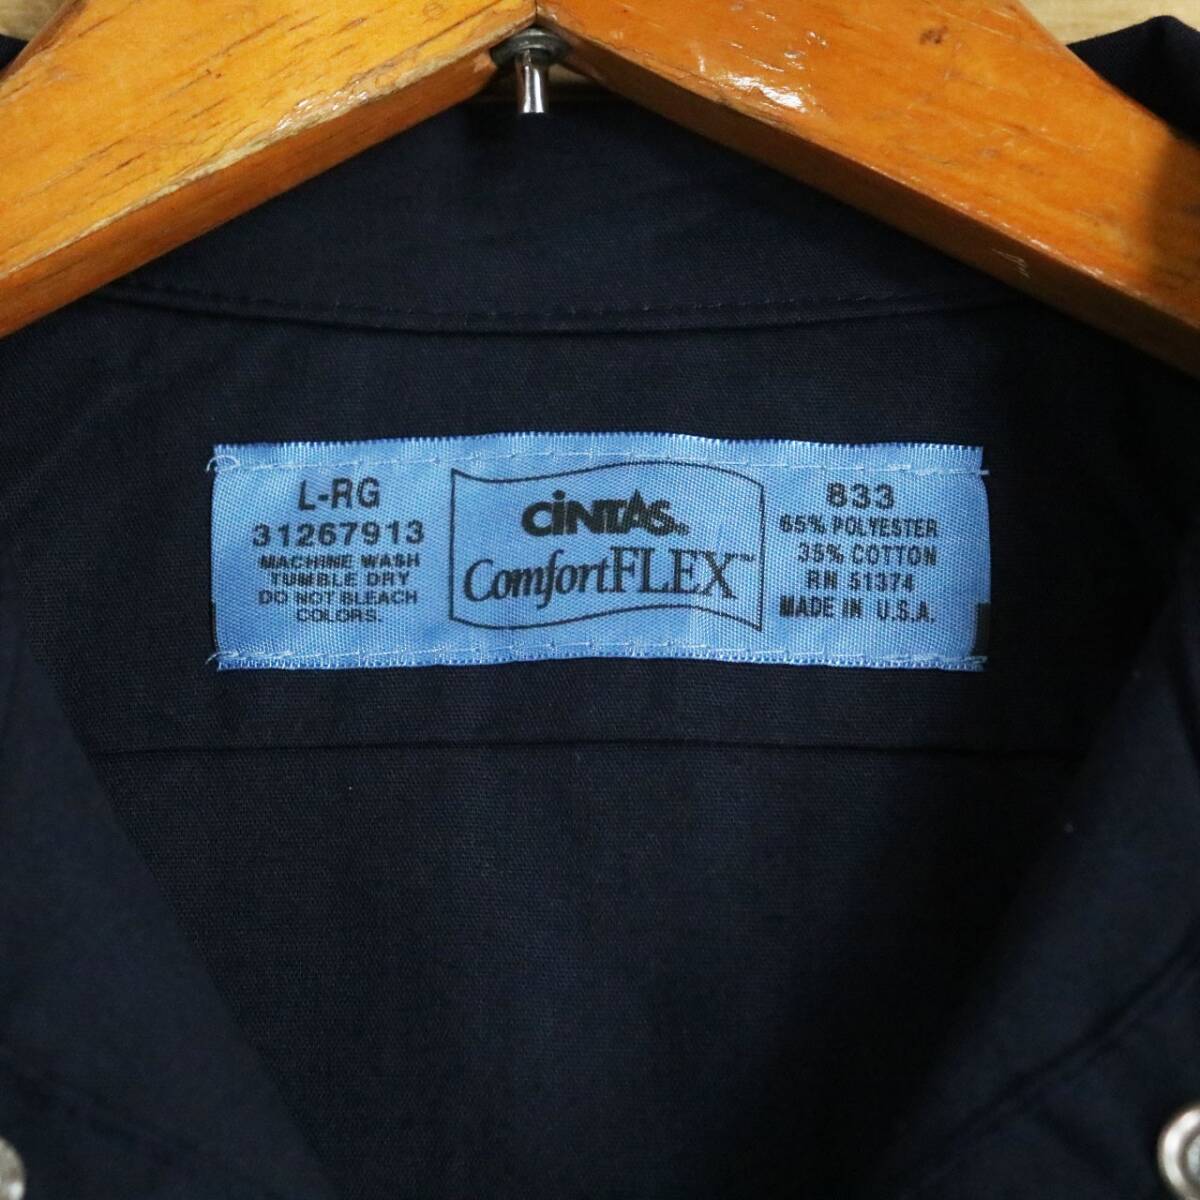 L-RG
31267913
MACHINE WASH
TUMBLE DRY
DO NOT BLEACH
COLORS.
CiNTAS®
ComfortFLEX™
833
65% POLYESTER
35% COTTON
RN 51374
MADE IN U.S.A.